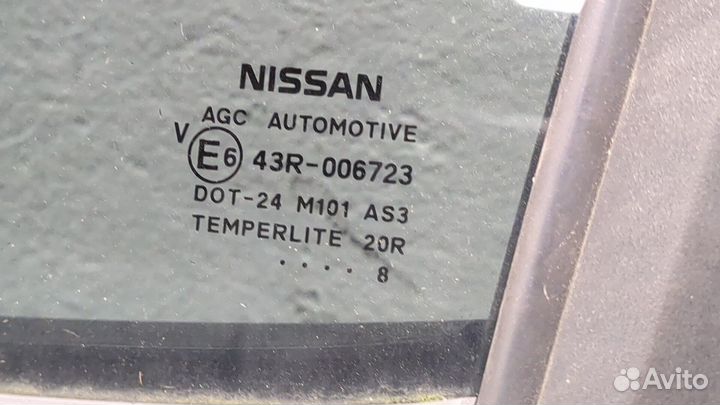 NISSAN
AGC AUTOMOTIVE
V E6 43R-006723
DOT-24 M101 AS3
TEMPERLITE 20R
. . . . 8
Avito